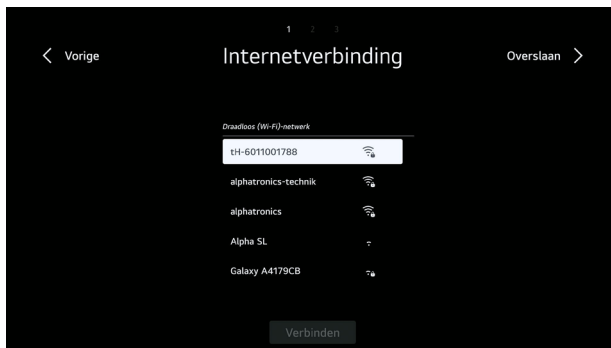 1 2 3
Vorige
Internetverbinding
Overslaan
Draadloos (Wi-Fi)-netwerk
tH-6011001788
alphatronics-technik
alphatronics
Alpha SL
Galaxy A4179CB
Verbinden